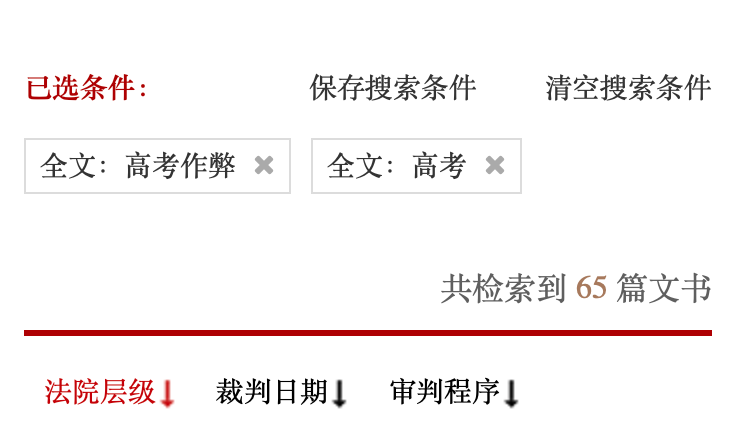 已选条件： 保存搜索条件 清空搜索条件
全文：高考作弊 × 全文：高考 ×
共检索到 65 篇文书
法院层级↓ 裁判日期↓ 审判程序↓